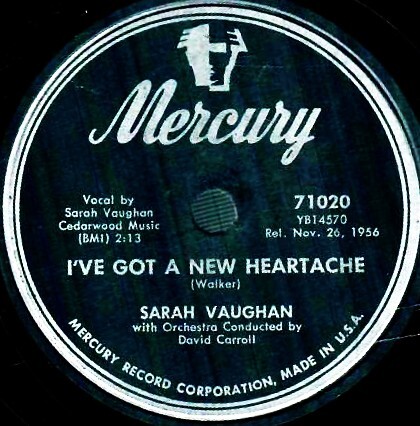 Mercury
Vocal by
Sarah Vaughan
Cedarwood Music
(BMI) 2:13
71020
YB14570
Rel. Nov. 26, 1956
I'VE GOT A NEW HEARTACHE
(Walker)
SARAH VAUGHAN
with Orchestra Conducted by
David Carroll
MERCURY RECORD CORPORATION, MADE IN U.S.A.